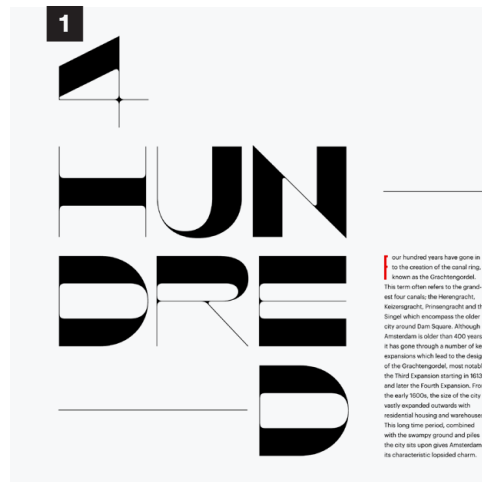 1
4
HUN
DRE
D
Four hundred years have gone in
to the creation of the canal ring,
known as the Grachtengordel.
This term often refers to the grand-
est four canals; the Herengracht,
Keizersgracht, Prinsengracht and th
Singel which encompass the older
city around Dam Square. Although
Amsterdam is older than 400 years
it has gone through a number of ke
expansions which lead to the desig
of the Grachtengordel, most notabl
the Third Expansion starting in 1613
and later the Fourth Expansion. Fro
the early 1600s, the size of the city
vastly expanded outwards with
residential housing and warehouse
This long time period, combined
with the swampy ground and piles
the city sits upon gives Amsterdam
its characteristic lopsided charm.